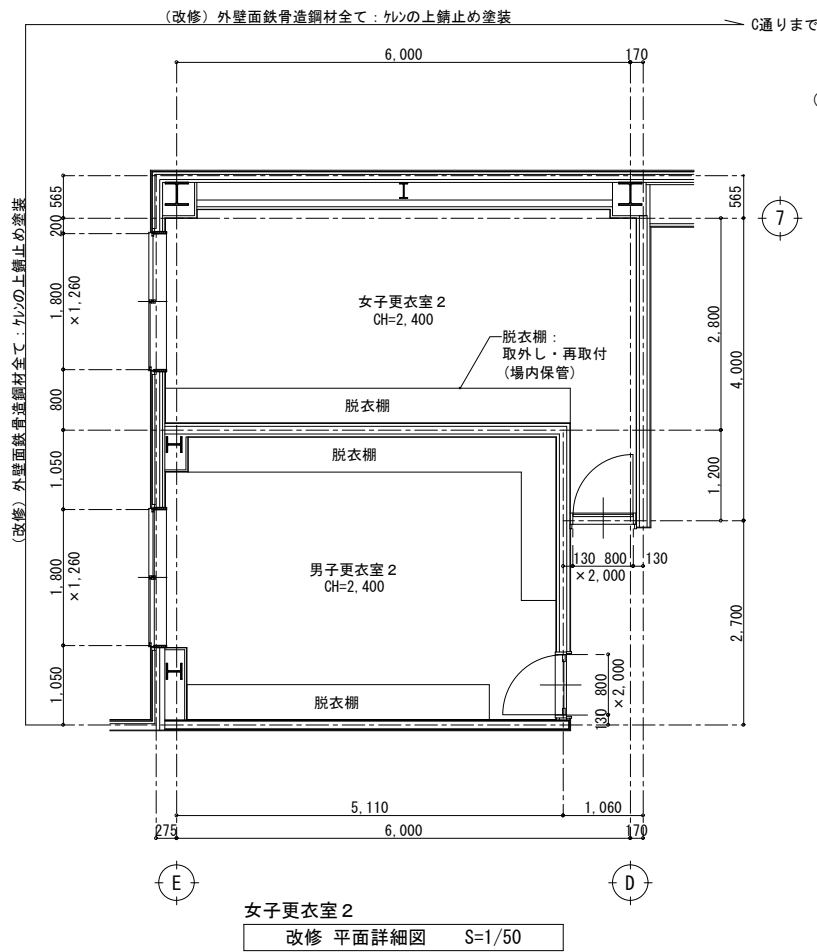 (改修) 外壁面鉄骨造鋼材全て：ｹﾚﾝの上錆止め塗装
C通りまで
(
6,000
170
(改修) 外壁面鉄骨造鋼材全て：ｹﾚﾝの上錆止め塗装
565
200
1,800
×1,260
800
1,050
1,800
×1,260
1,050
565
7
2,800
4,000
1,200
2,700
女子更衣室２
CH=2,400
脱衣棚：
取外し・再取付
(場内保管)
脱衣棚
脱衣棚
130 800 130
×2,000
男子更衣室２
CH=2,400
脱衣棚
130 800
×2,000
5,110
1,060
275
6,000
170
E
D
女子更衣室２
改修 平面詳細図 S=1/50